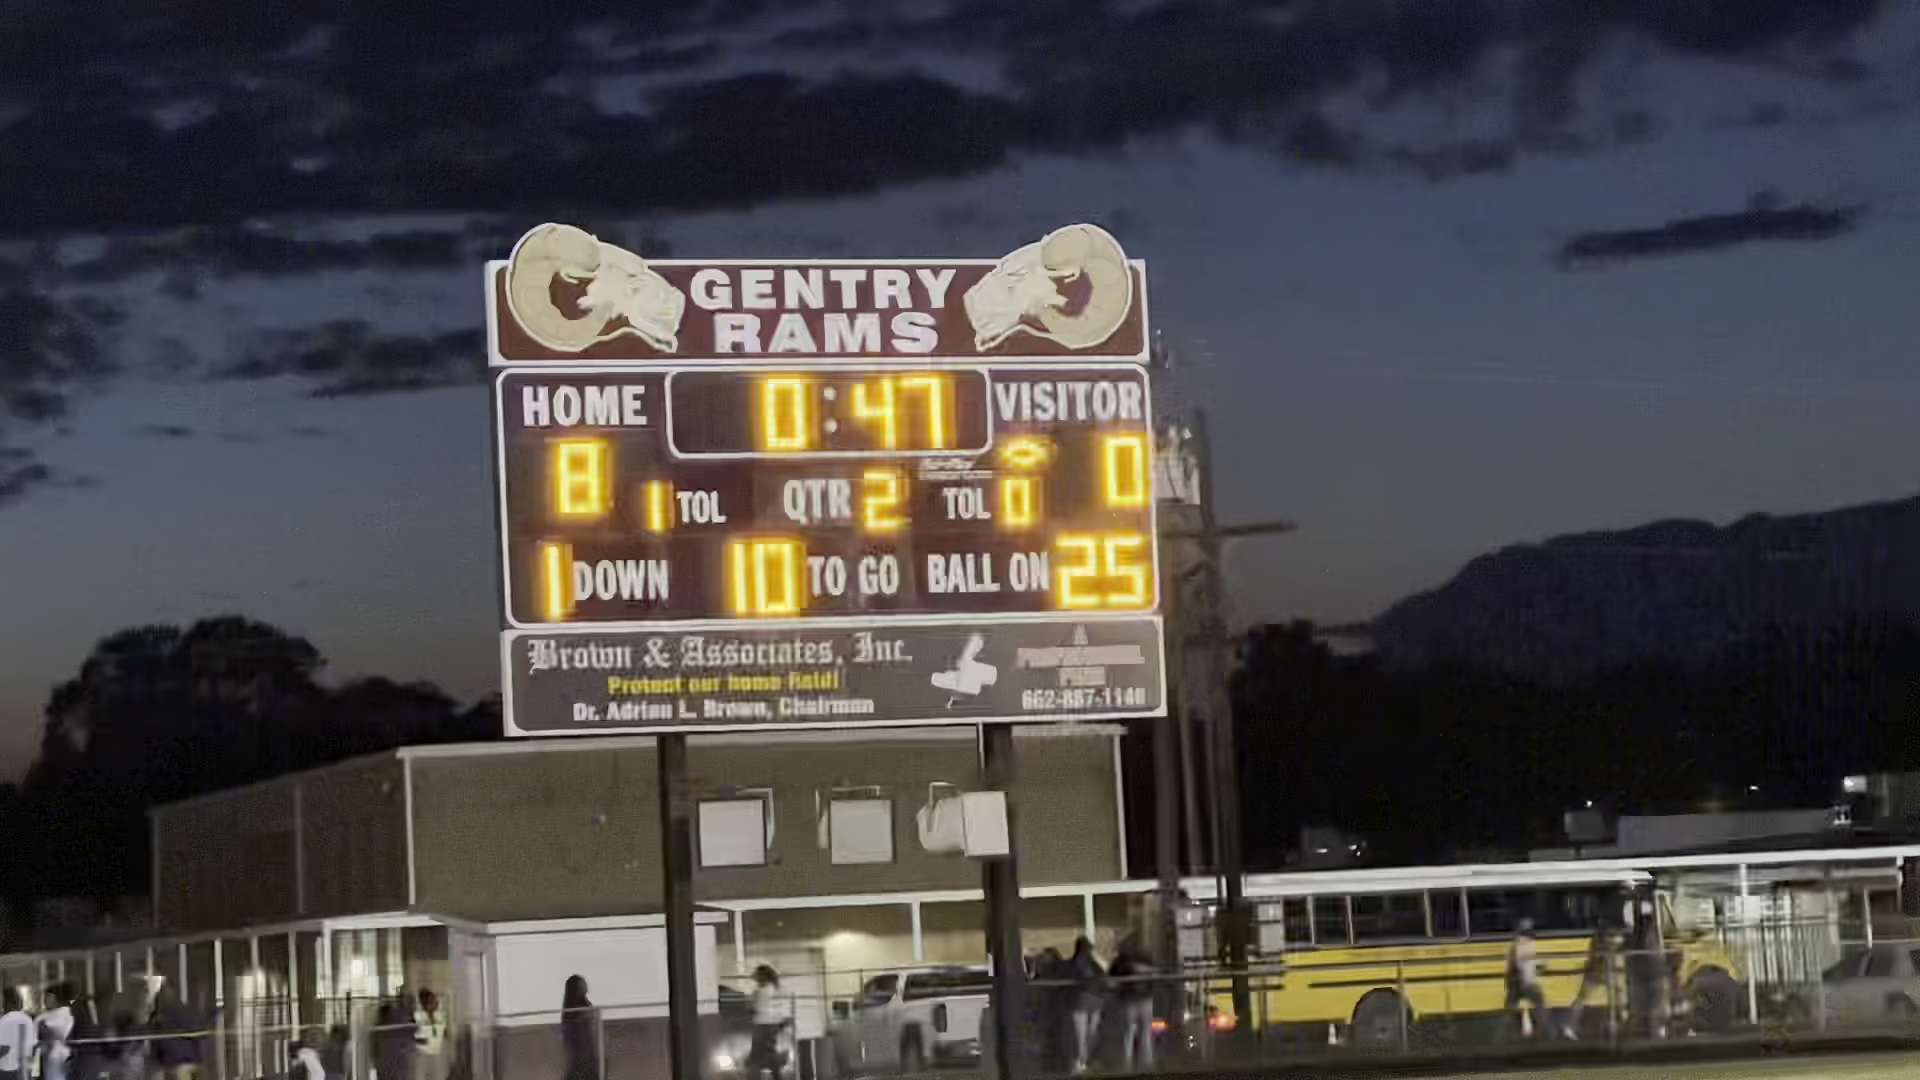 GENTRY
RAMS
HOME 0:47 VISITOR
8 1 TOL QTR 2 TOL 0 0
1 DOWN 10 TO GO BALL ON 25
Brown & Associates, Inc.
Protect our home field!
Dr. Adrian L. Brown, Chairman
A
662-887-1140